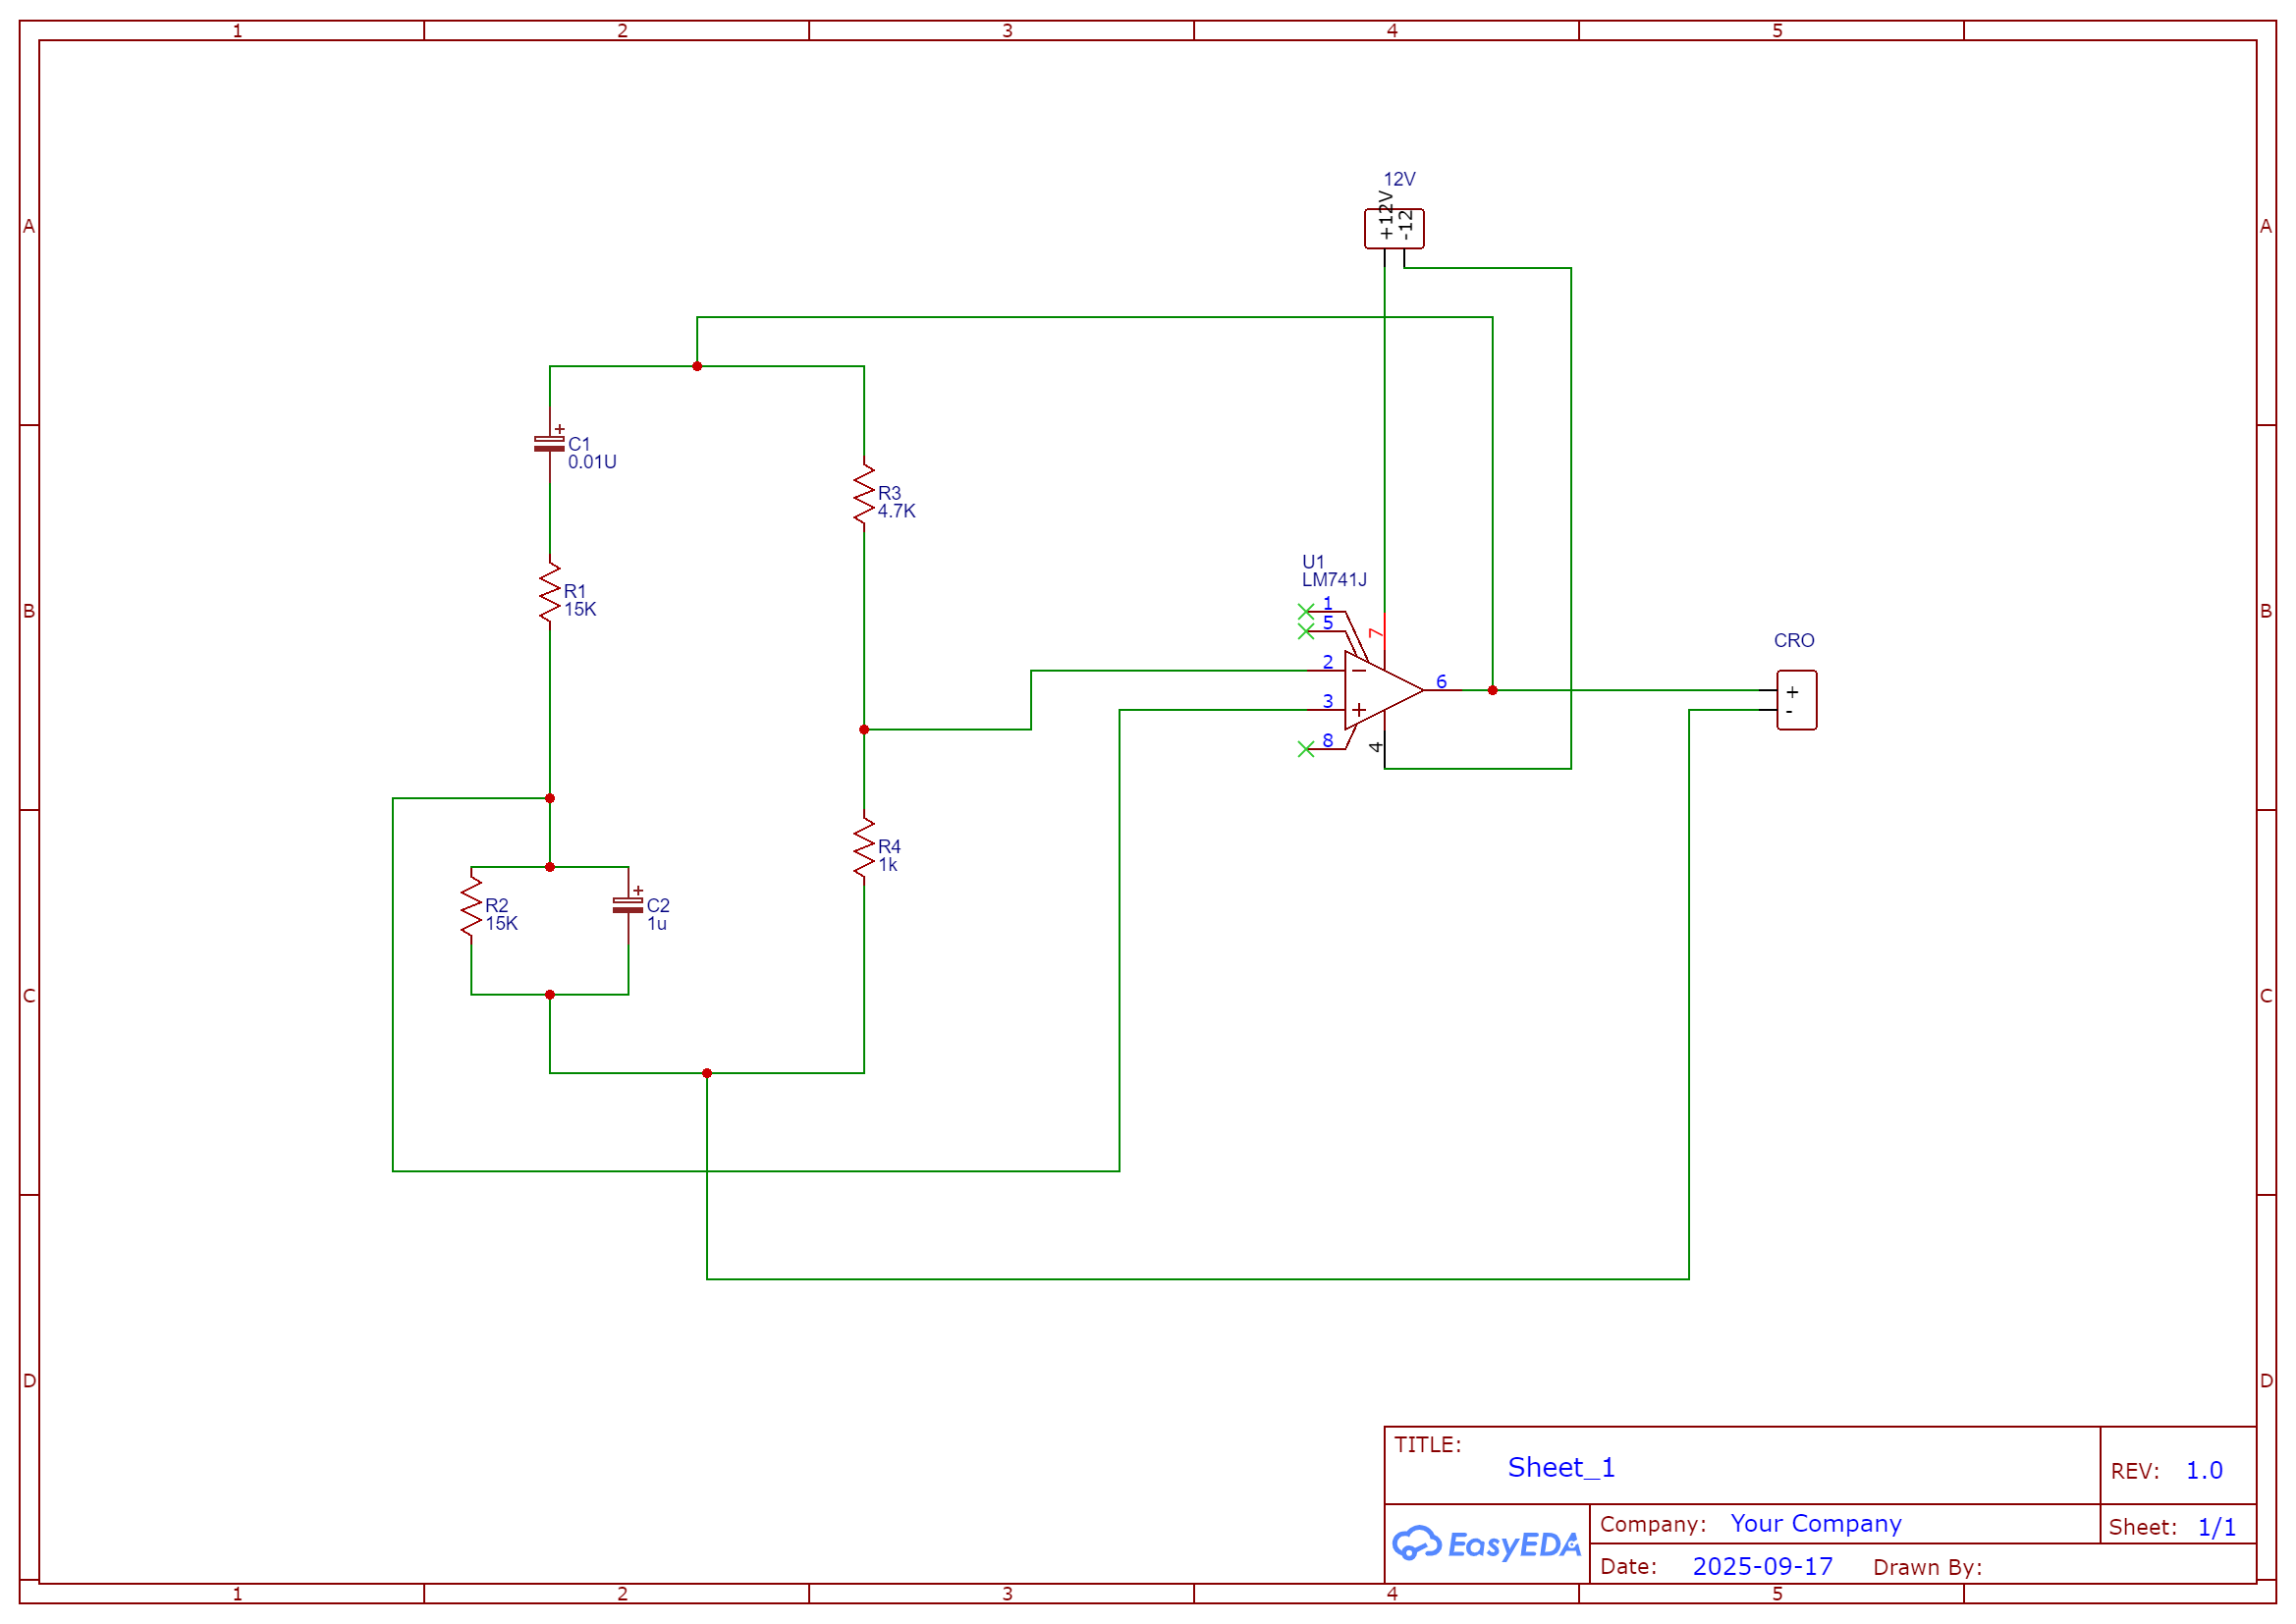 1 2 3 4 5
A A
12V
+12V
-12
C1
0.01U
R3
4.7K
B B
U1
LM741J
R1
15K
1
5
7
2
6
3
8
4
CRO
+
-
R4
1k
R2
15K
C2
1u
C C
D D
TITLE:
Sheet_1
REV: 1.0
EasyEDA
Company: Your Company
Sheet: 1/1
Date: 2025-09-17 Drawn By:
1 2 3 4 5